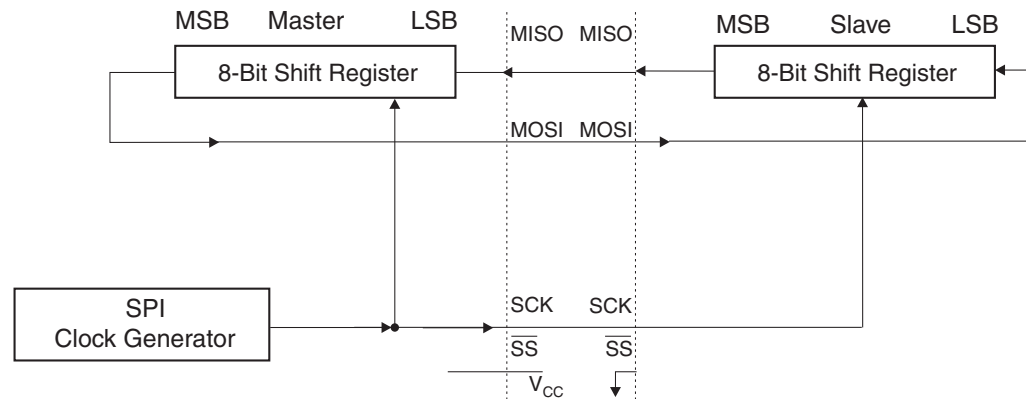 MSB Master LSB
MISO MISO
MSB Slave LSB
8-Bit Shift Register
8-Bit Shift Register
MOSI MOSI
SPI
Clock Generator
SCK SCK
SS SS
VCC